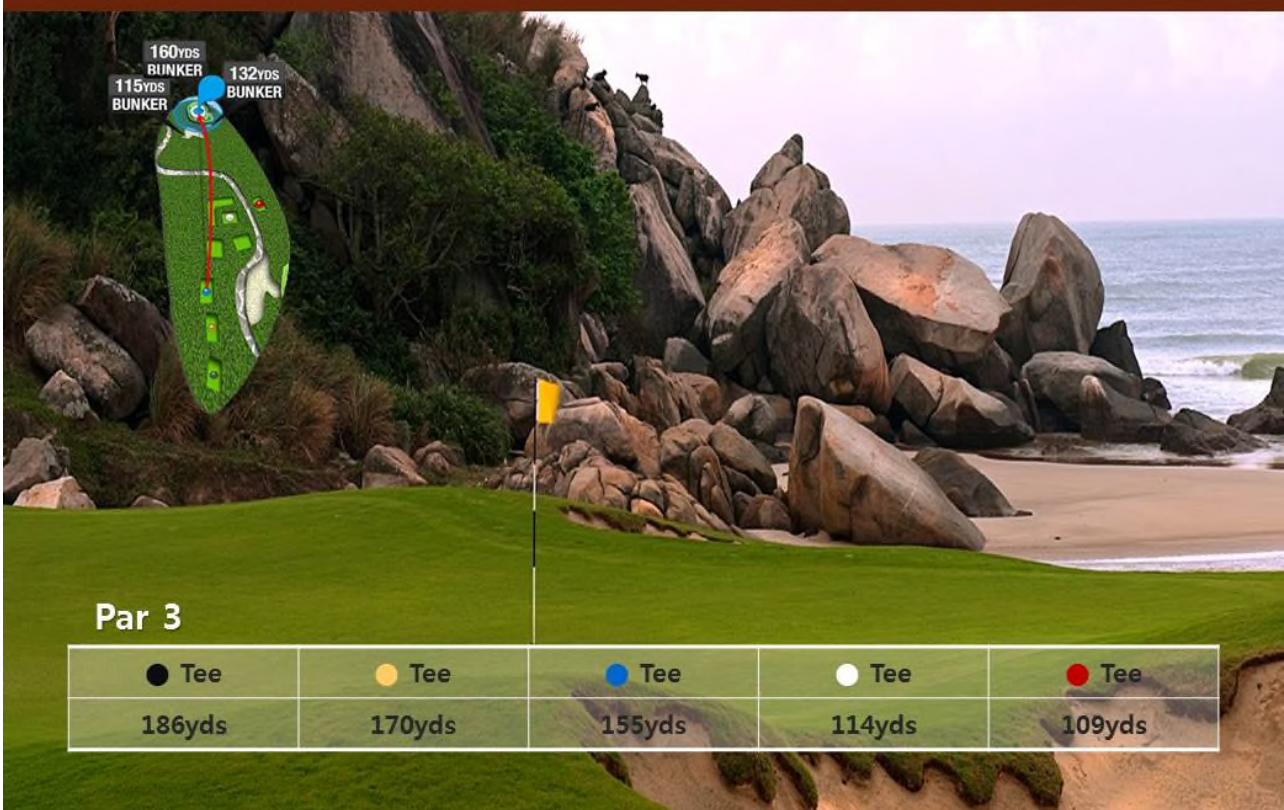 160YDS
BUNKER
115YDS
BUNKER
132YDS
BUNKER
Par 3
Tee Tee Tee Tee Tee
186yds 170yds 155yds 114yds 109yds